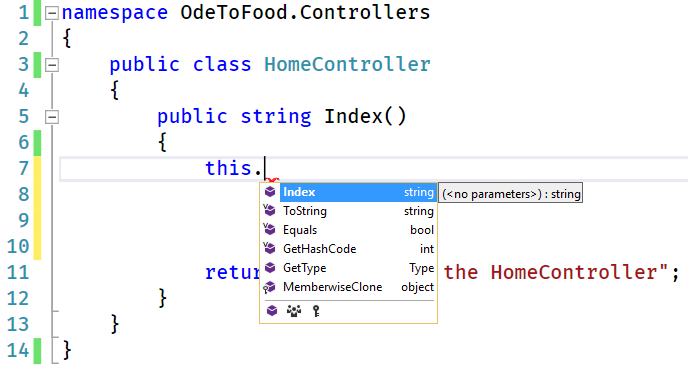 1 namespace OdeToFood.Controllers
2 {
3 public class HomeController
4 {
5 public string Index()
6 {
7 this.
8 Index string (<no parameters>) : string
ToString string
9 Equals bool
10 GetHashCode int
11 retur GetType Type the HomeController";
12 } MemberwiseClone object
13 }
14 }